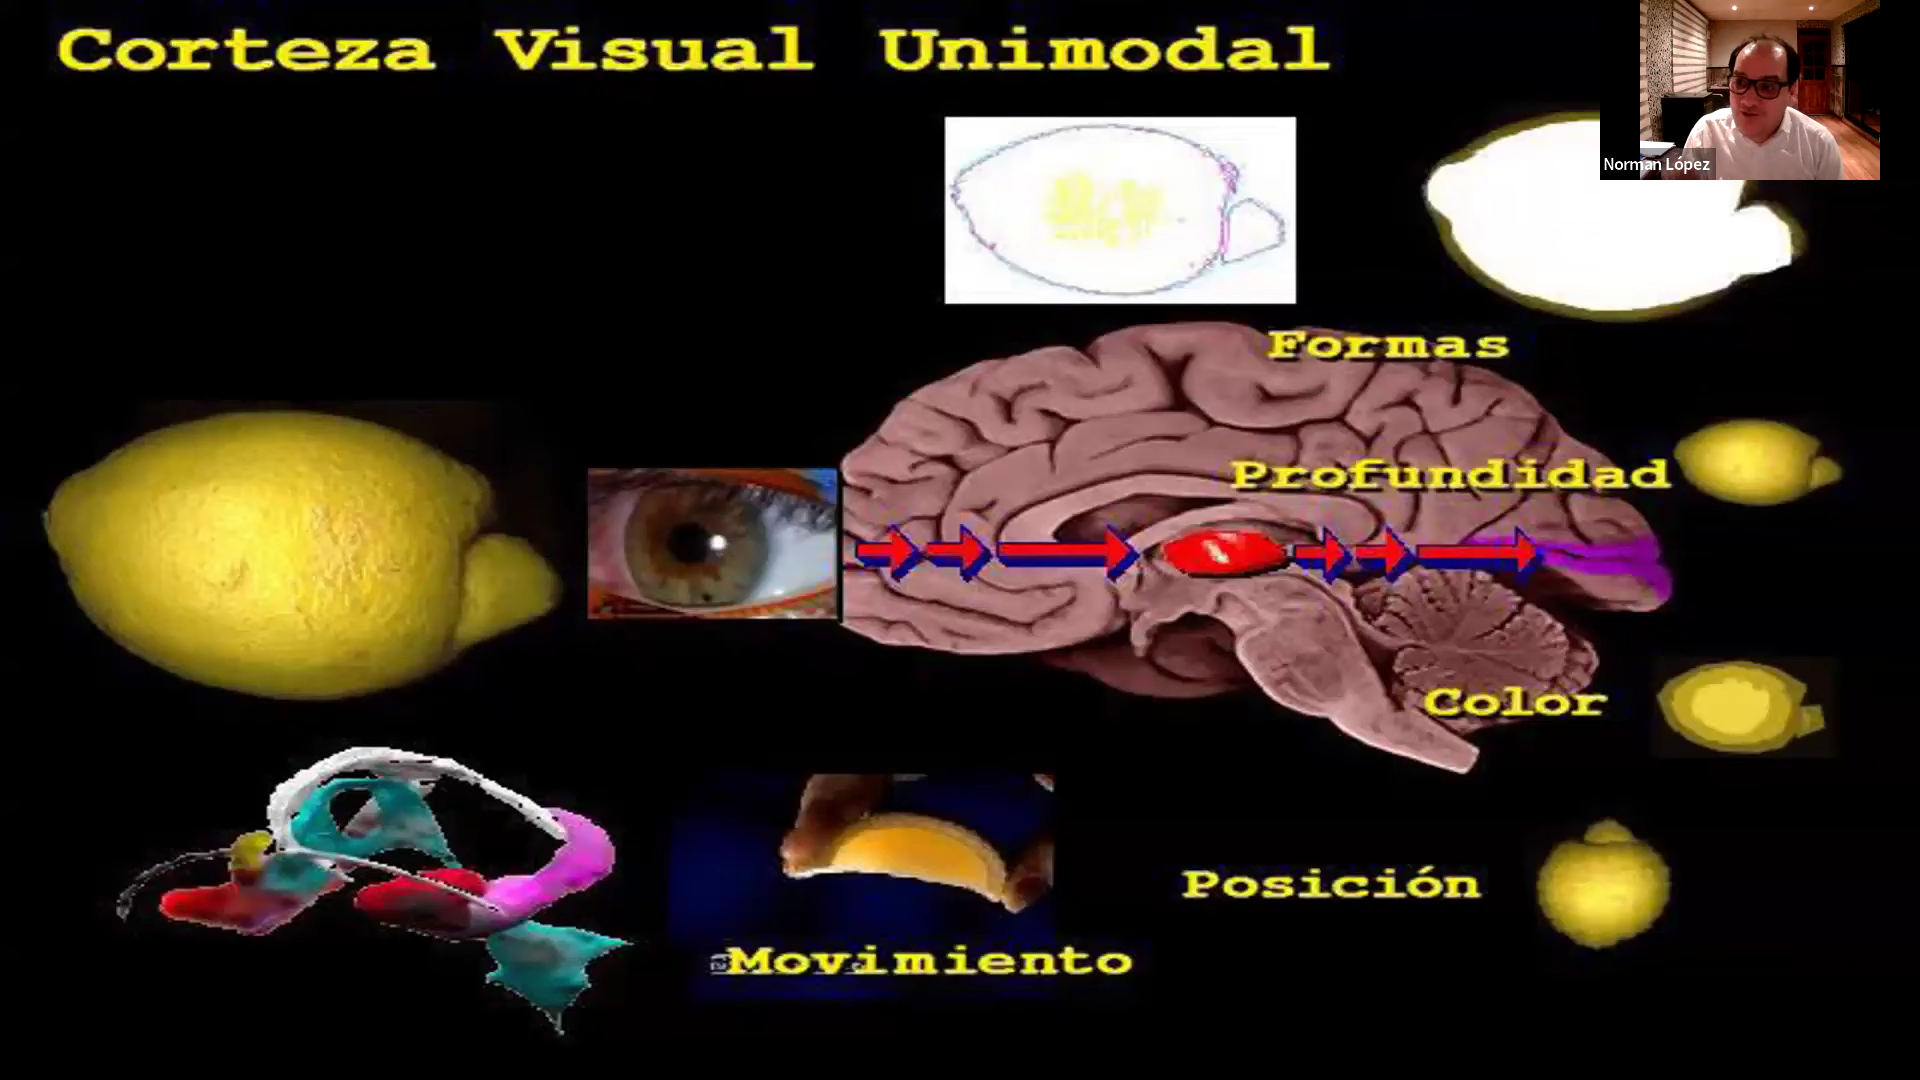 Corteza Visual Unimodal
Norman López
Formas
Profundidad
Color
Posición
Movimiento